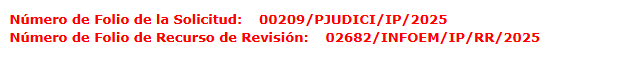 Número de Folio de la Solicitud: 00209/PJUDICI/IP/2025
Número de Folio de Recurso de Revisión: 02682/INFOEM/IP/RR/2025